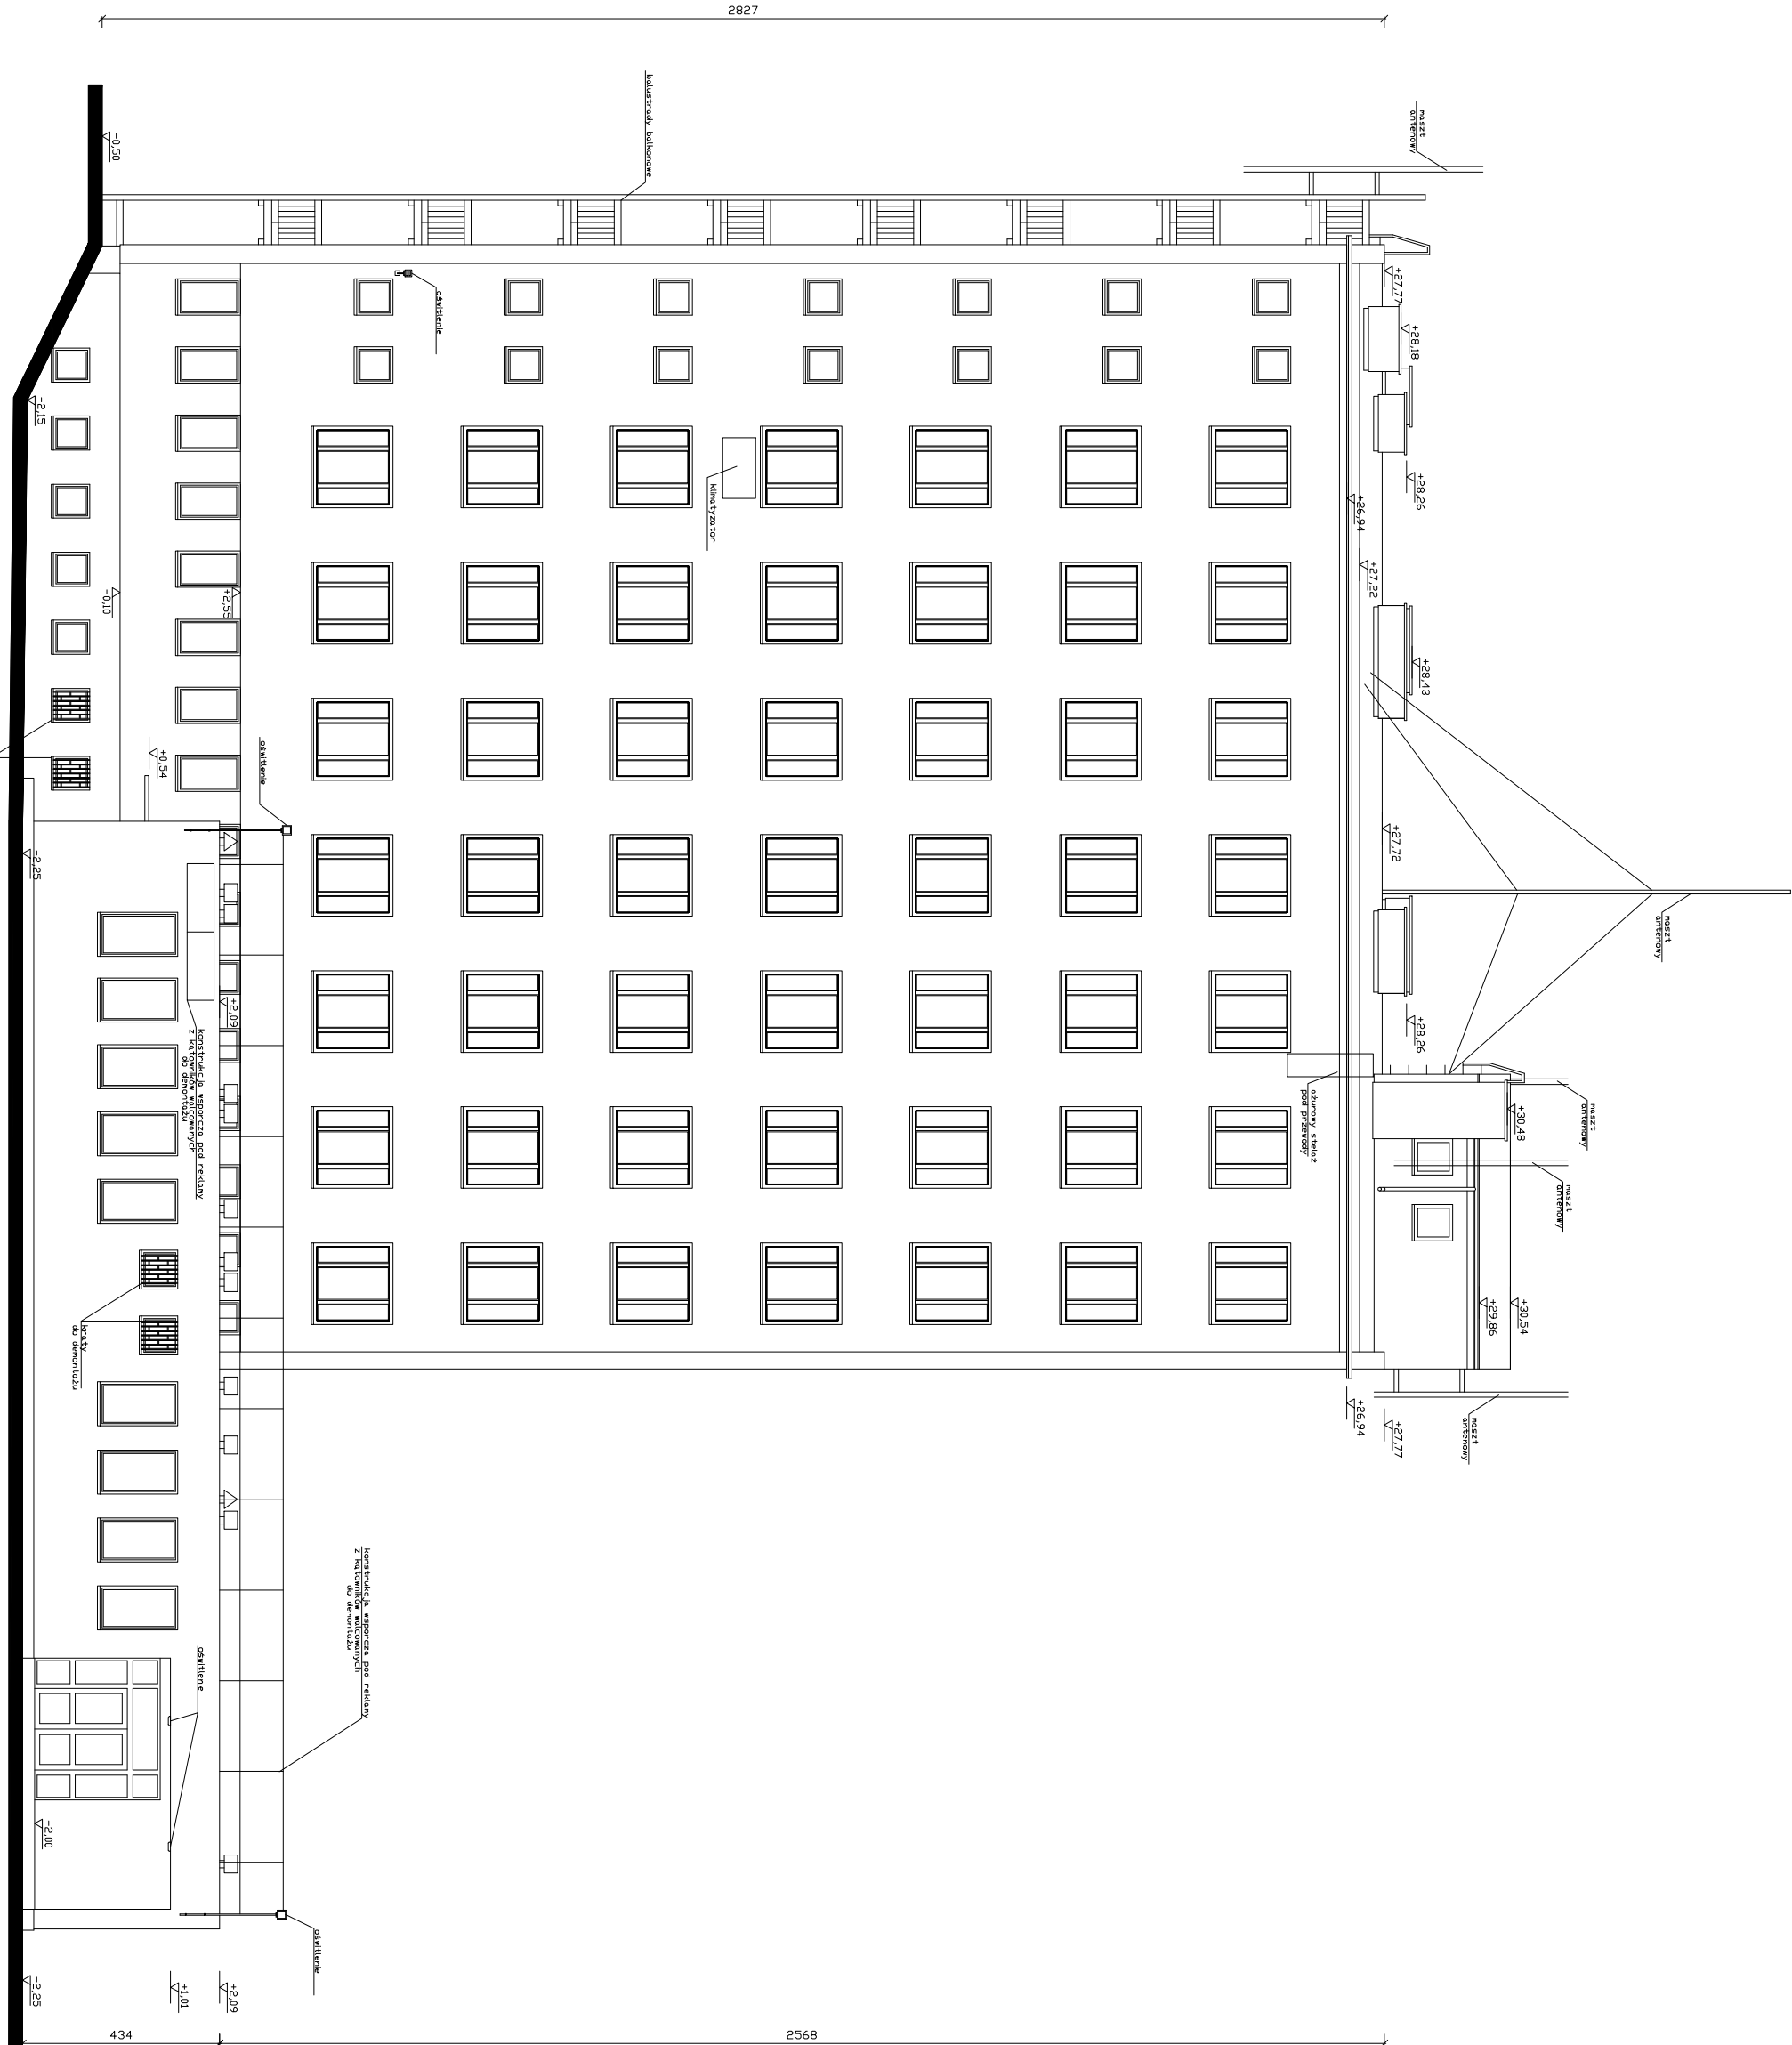 2827
balustrady balkonowe
maszt
antenowy
-0,50
+27,77
+28,18
oświtlenie
-2,15
+28,26
+26,94
klimatyzator
-0,10
+2,55
+27,22
+28,43
+0,54
oświtlenie
-2,25
+27,72
maszt
antenowy
+2,09
konstrukcja wsporcza pod reklamy
z kątowników walcowanych
do demontażu
+28,26
ażurowy stelaż
pod przewody
+30,48
maszt
antenowy
maszt
antenowy
+29,86
+30,54
kraty
do demontażu
+26,94
+27,77
maszt
antenowy
konstrukcja wsporcza pod reklamy
z kątowników walcowanych
do demontażu
oświtlenie
-2,00
oświtlenie
-2,25
+1,01
+2,09
434
2568